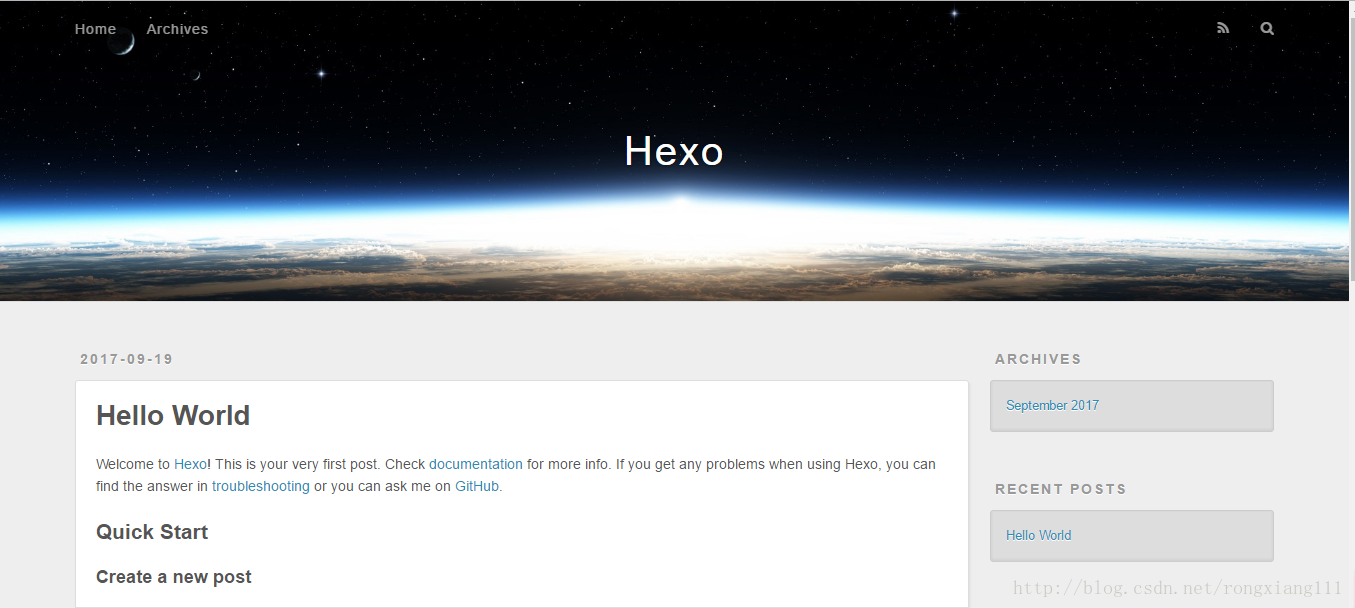 Home Archives
Hexo
2017-09-19
Hello World
Welcome to Hexo! This is your very first post. Check documentation for more info. If you get any problems when using Hexo, you can
find the answer in troubleshooting or you can ask me on GitHub.
Quick Start
Create a new post
ARCHIVES
September 2017
RECENT POSTS
Hello World
http://blog.csdn.net/rongxiang111